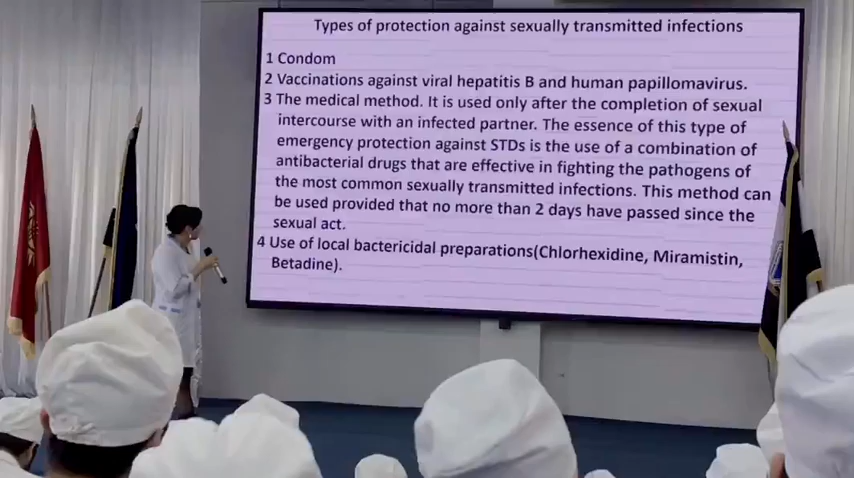 Types of protection against sexually transmitted infections
1 Condom
2 Vaccinations against viral hepatitis B and human papillomavirus.
3 The medical method. It is used only after the completion of sexual
intercourse with an infected partner. The essence of this type of
emergency protection against STDs is the use of a combination of
antibacterial drugs that are effective in fighting the pathogens of
the most common sexually transmitted infections. This method can
be used provided that no more than 2 days have passed since the
sexual act.
4 Use of local bactericidal preparations(Chlorhexidine, Miramistin,
Betadine).